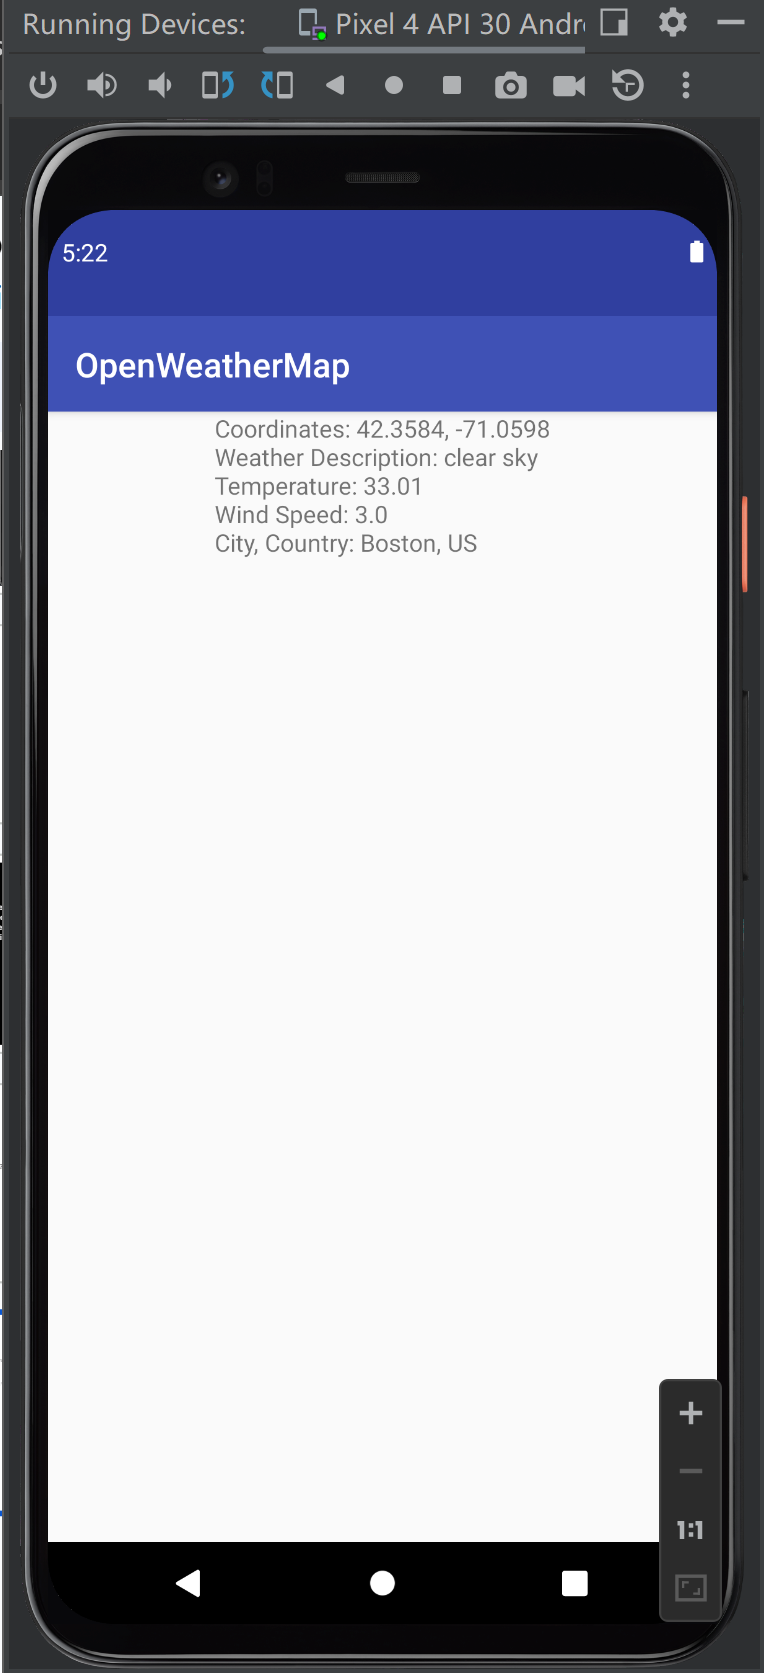 Running Devices:
Pixel 4 API 30 Andr
5:22
OpenWeatherMap
Coordinates: 42.3584, -71.0598
Weather Description: clear sky
Temperature: 33.01
Wind Speed: 3.0
City, Country: Boston, US
1:1